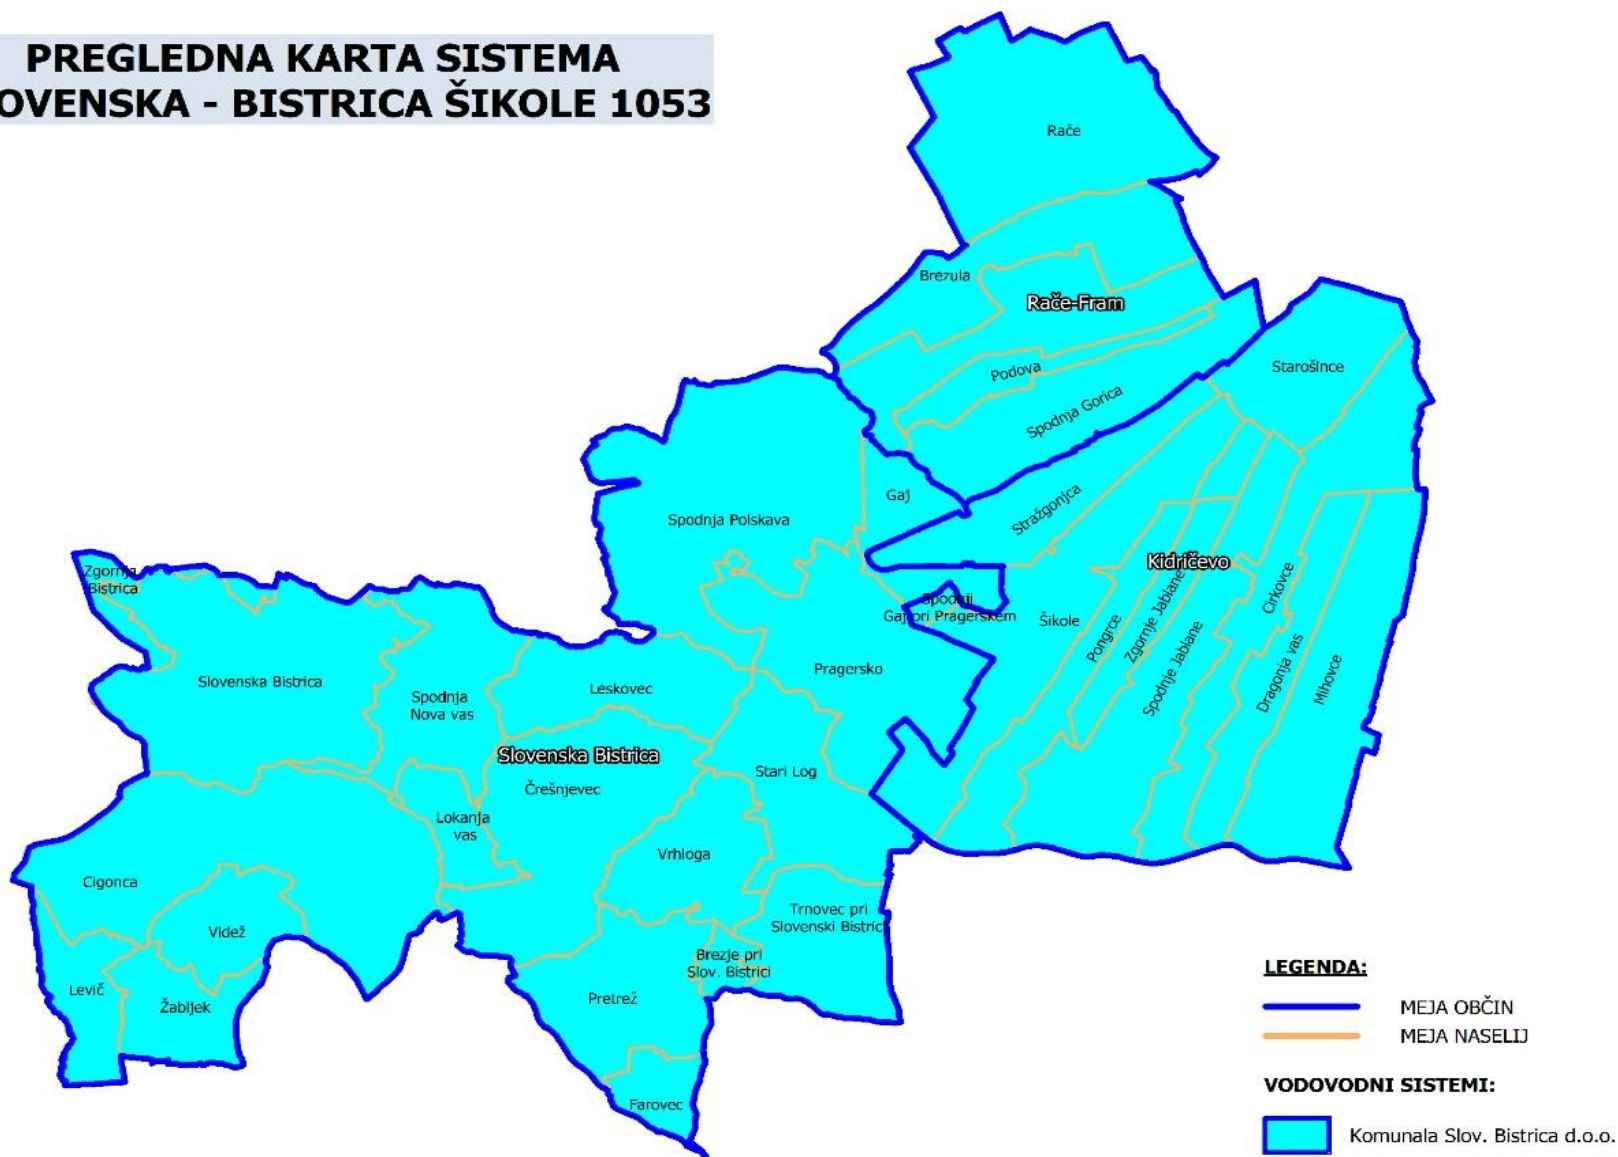 PREGLEDNA KARTA SISTEMA
OVENSKA - BISTRICA ŠIKOLE 1053
Rače
Brezula
Rače-Fram
Podova
Spodnja Gorica
Starošince
Stražgonjca
Gaj
Spodnja Polskava
Kidričevo
Zgornja
Bistrica
Spodnji
Gaj pri Pragerskem
Šikole
Pongrce
Zgornje Jablane
Spodnje Jablane
Cirkovce
Dragonja vas
Mihovce
Pragersko
Slovenska Bistrica
Spodnja
Nova vas
Leskovec
Slovenska Bistrica
Črešnjevec
Stari Log
Lokanja
vas
Vrhloga
Cigonca
Videž
Trnovec pri
Slovenski Bistric
Brezje pri
Slov. Bistrici
Levič
Žabljek
Pretrež
Farovec
LEGENDA:
MEJA OBČIN
MEJA NASELIJ
VODOVODNI SISTEMI:
Komunala Slov. Bistrica d.o.o.